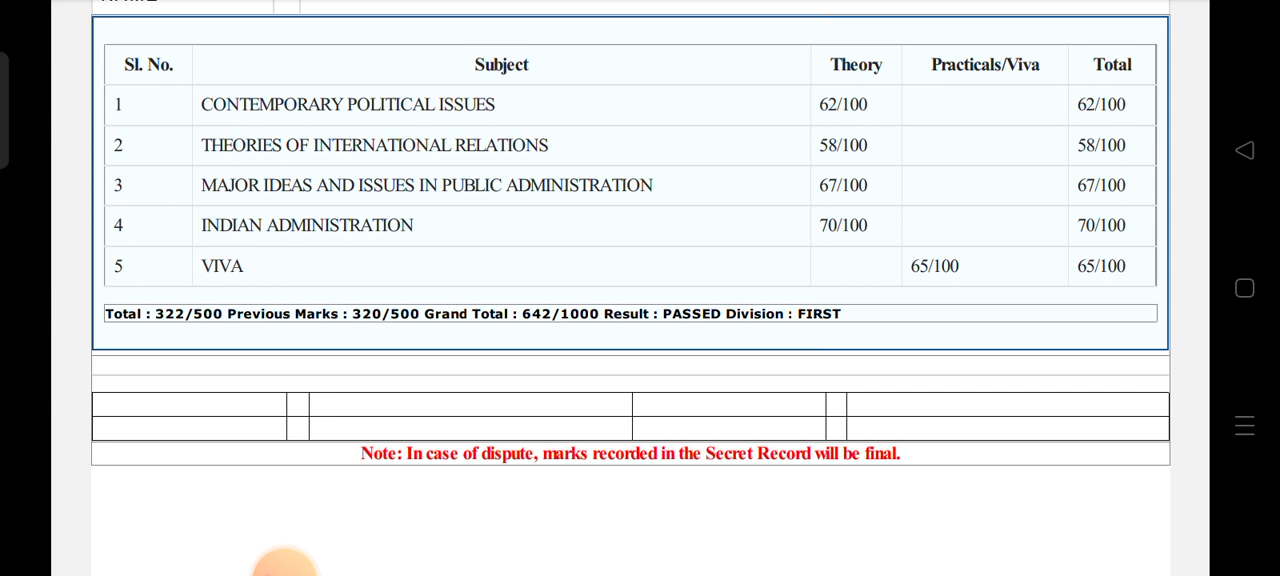 Sl. No. Subject Theory Practicals/Viva Total
1 CONTEMPORARY POLITICAL ISSUES 62/100 62/100
2 THEORIES OF INTERNATIONAL RELATIONS 58/100 58/100
3 MAJOR IDEAS AND ISSUES IN PUBLIC ADMINISTRATION 67/100 67/100
4 INDIAN ADMINISTRATION 70/100 70/100
5 VIVA 65/100 65/100
Total : 322/500 Previous Marks : 320/500 Grand Total : 642/1000 Result : PASSED Division : FIRST
Note: In case of dispute, marks recorded in the Secret Record will be final.